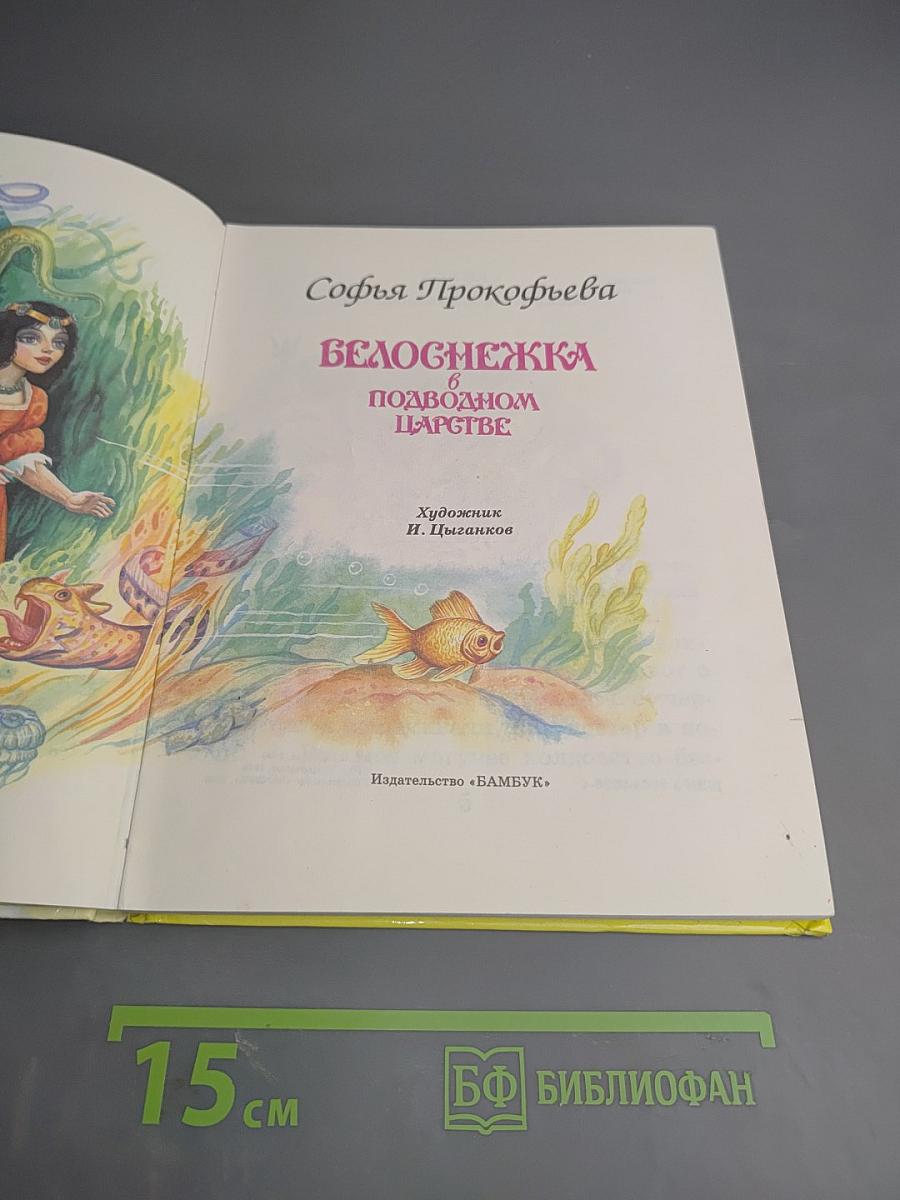 Софья Прокофьева
БЕЛОСНЕЖКА
в
ПОДВОДНОМ
ЦАРСТВЕ
Художник
И. Цыганков
Издательство «БАМБУК»
15 см
БФ БИБЛИОФАН